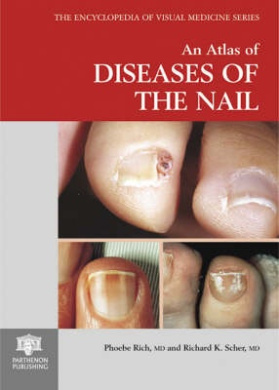 THE ENCYCLOPEDIA OF VISUAL MEDICINE SERIES
An Atlas of
DISEASES OF
THE NAIL
Phoebe Rich, MD and Richard K. Scher, MD
PARTHENON
PUBLISHING